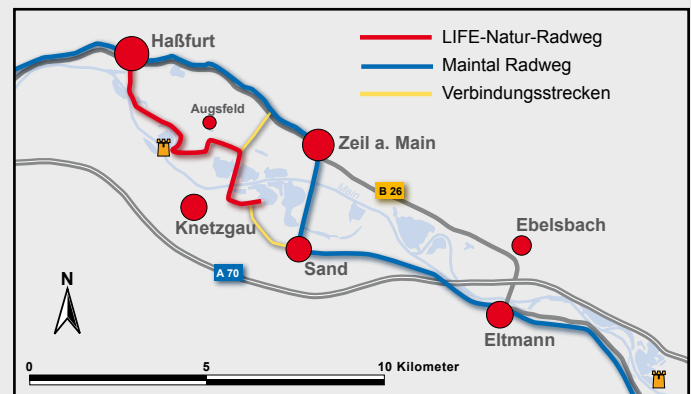 Haßfurt
LIFE-Natur-Radweg
Maintal Radweg
Verbindungsstrecken
Augsfeld
Zeil a. Main
Main
B 26
Knetzgau
Ebelsbach
Sand
A 70
N
Eltmann
0 5 10 Kilometer